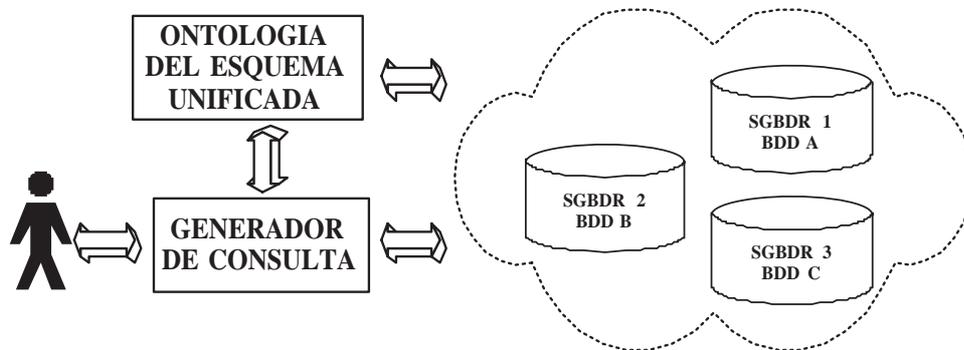 ONTOLOGIA
DEL ESQUEMA
UNIFICADA
GENERADOR
DE CONSULTA
SGBDR 1
BDD A
SGBDR 2
BDD B
SGBDR 3
BDD C